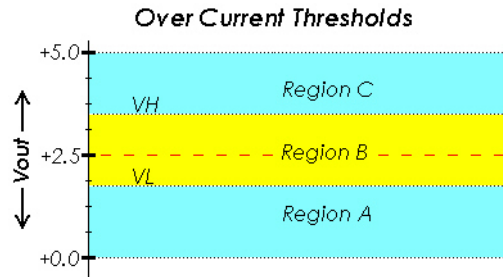 Over Current Thresholds
+5.0
Region C
VH
Vout
+2.5
Region B
VL
Region A
+0.0